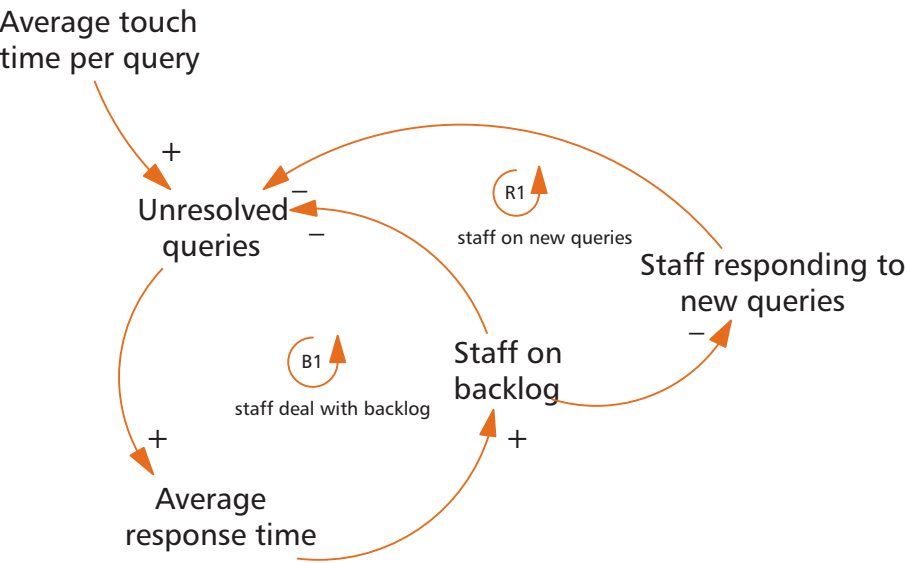 Average touch
time per query
+
−
R1
staff on new queries
Unresolved
queries
−
Staff responding to
new queries
−
B1
staff deal with backlog
Staff on
backlog
+
+
Average
response time